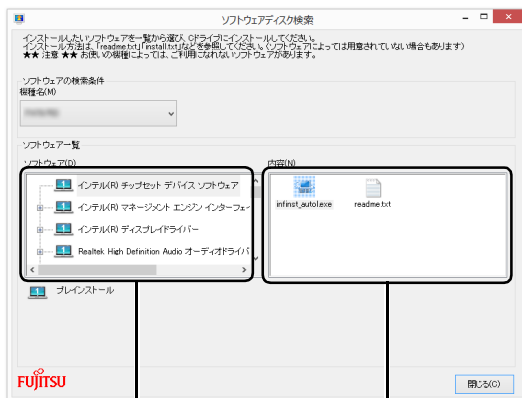 ソフトウェアディスク検索
インストールしたいソフトウェアを一覧から選び、Cドライブにインストールしてください。
インストール方法は、「readme.txt」「install.txt」などを参照してください。(ソフトウェアによっては用意されていない場合もあります)
★★ 注意 ★★ お使いの機種によっては、ご利用になれないソフトウェアがあります。
ソフトウェアの検索条件
機種名(M)
ソフトウェア一覧
ソフトウェア(D)
内容(N)
インテル(R) チップセット デバイス ソフトウェア
インテル(R) マネージメント エンジン インターフェイ
インテル(R) ディスプレイドライバー
Realtek High Definition Audio オーディオドライバ
infinst_autol.exe
readme.txt
プレインストール
FUJITSU
閉じる(C)